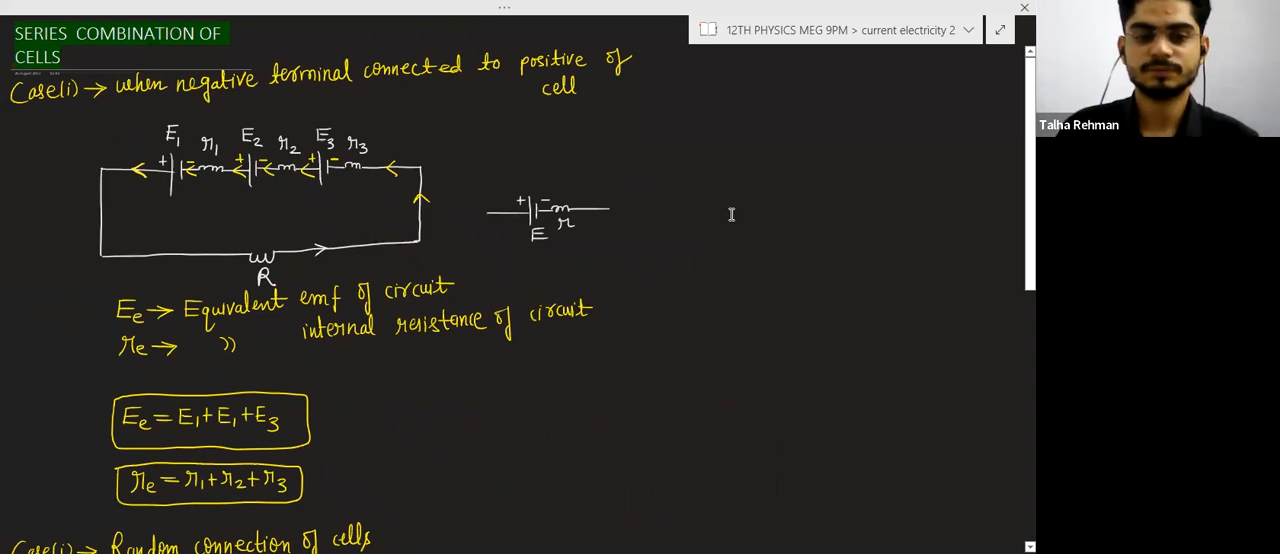 SERIES COMBINATION OF
CELLS
12TH PHYSICS MEG 9PM > current electricity 2
Talha Rehman
Case(i) → when negative terminal connected to positive of
cell
E1 r1 E2 r2 E3 r3
+ - + - + -
+ -
E r
R
Ee → Equivalent emf of circuit
re → " internal resistance of circuit
Ee = E1 + E1 + E3
re = r1 + r2 + r3
Case(i) → Random connection of cells